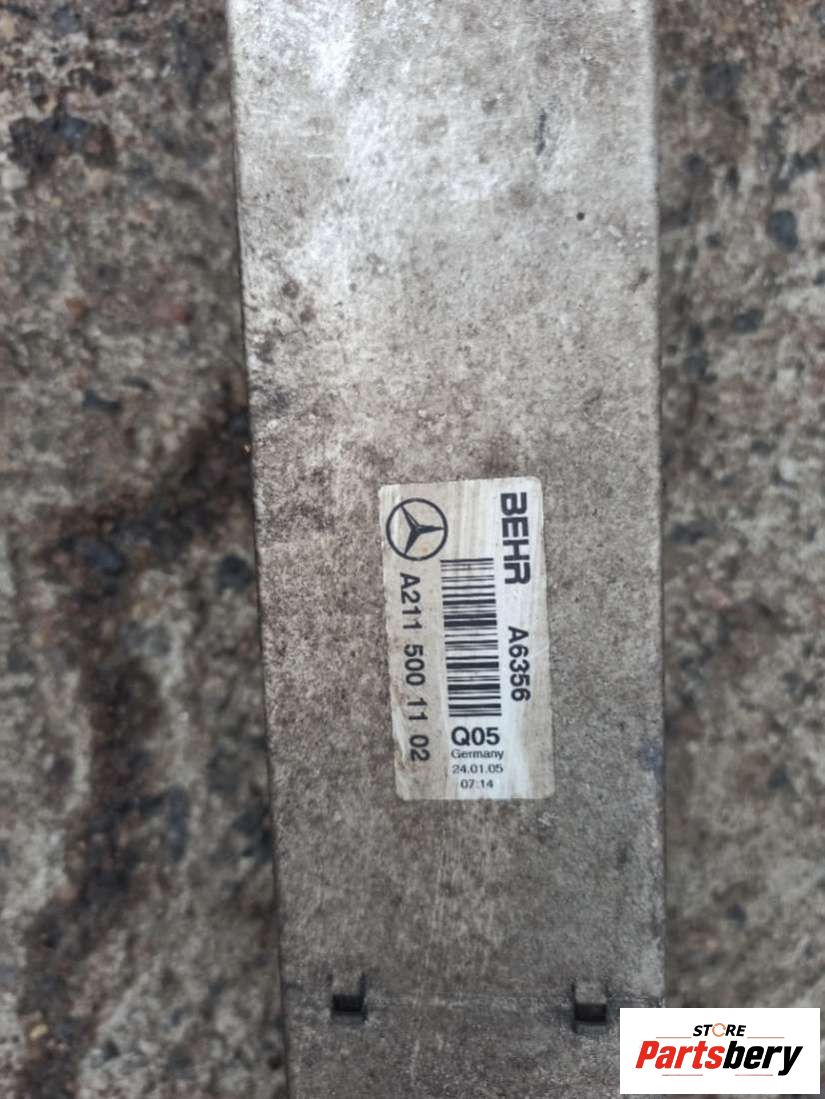 BEHR A6356
A211 500 11 02
Q05
Germany
24.01.05
07:14
STORE
Partsbery